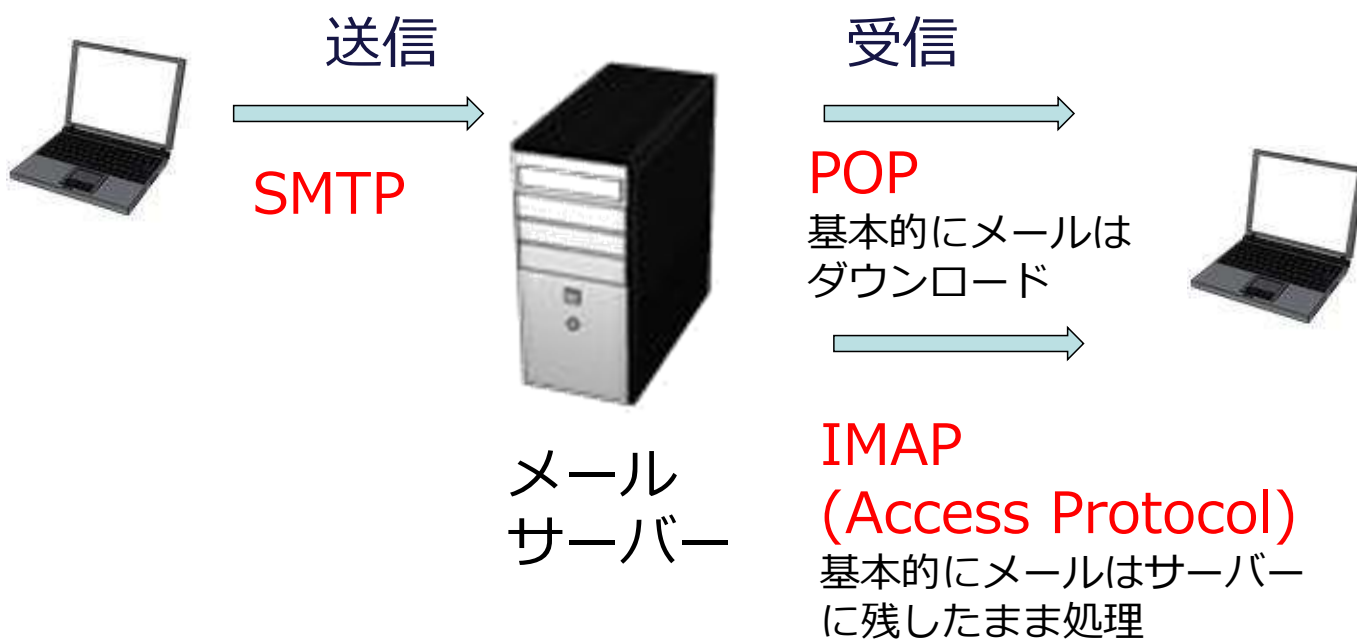 送信
SMTP
メール
サーバー
受信
POP
基本的にメールは
ダウンロード
IMAP
(Access Protocol)
基本的にメールはサーバー
に残したまま処理